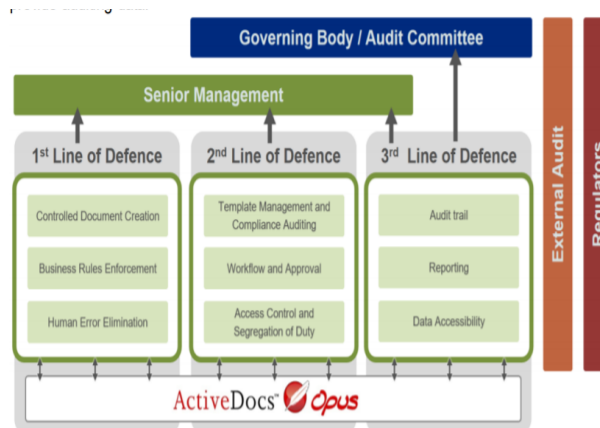 Governing Body / Audit Committee
Senior Management
1st Line of Defence
2nd Line of Defence
3rd Line of Defence
Controlled Document Creation
Business Rules Enforcement
Human Error Elimination
Template Management and
Compliance Auditing
Workflow and Approval
Access Control and
Segregation of Duty
Audit trail
Reporting
Data Accessibility
ActiveDocs™ Opus
External Audit
Regulators